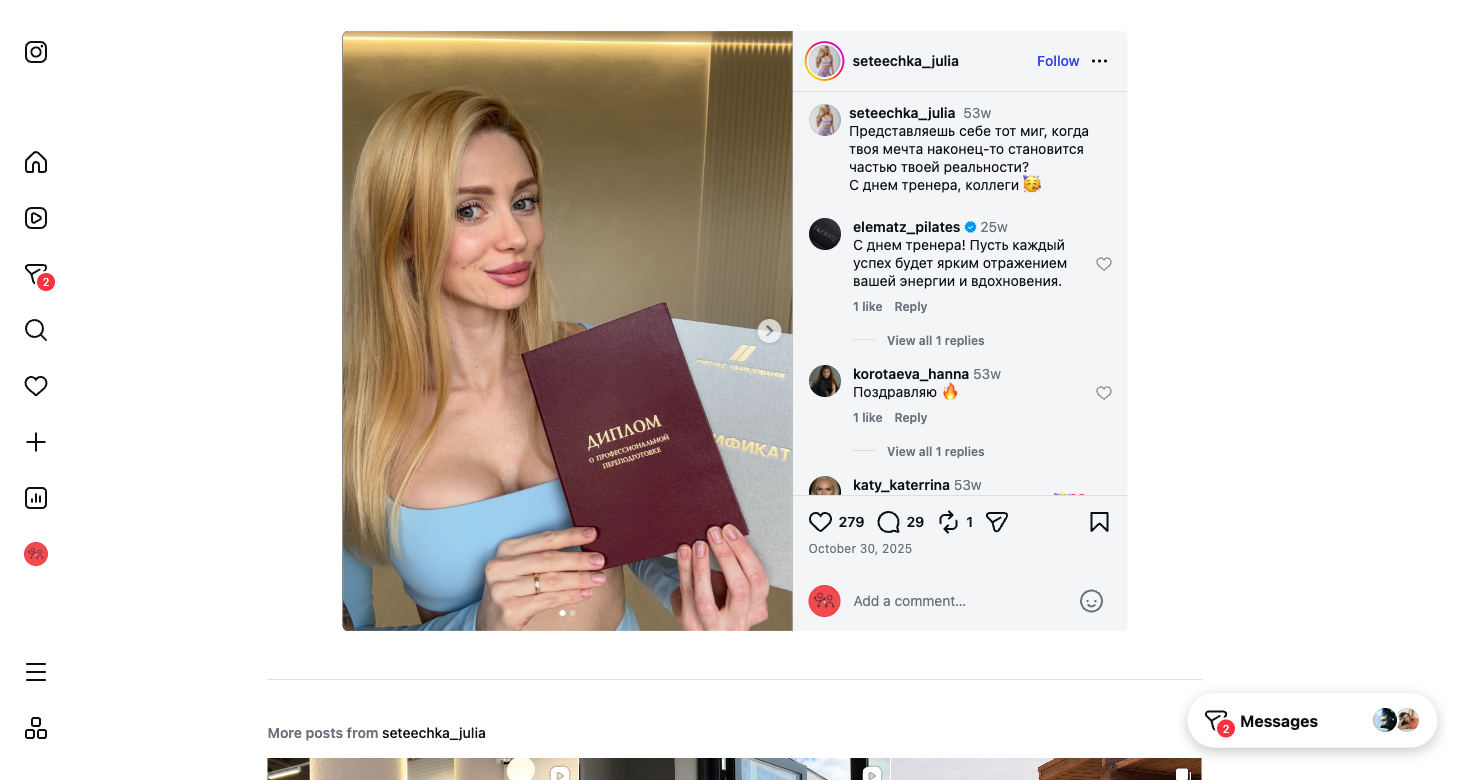 seteechka_julia
Follow
seteechka_julia 53w
Представляешь себе тот миг, когда
твоя мечта наконец-то становится
частью твоей реальности?
С днем тренера, коллеги 🥳
elematz_pilates 25w
С днем тренера! Пусть каждый
успех будет ярким отражением
вашей энергии и вдохновения.
1 like Reply
View all 1 replies
korotaeva_hanna 53w
Поздравляю 🔥
1 like Reply
View all 1 replies
katy_katerrina 53w
279 29 1
October 30, 2025
Add a comment...
ДИПЛОМ
О ПРОФЕССИОНАЛЬНОЙ
ПЕРЕПОДГОТОВКЕ
ФИТНЕС ОБРАЗОВАНИЕ
ИФИКАТ
2
More posts from seteechka_julia
2
Messages